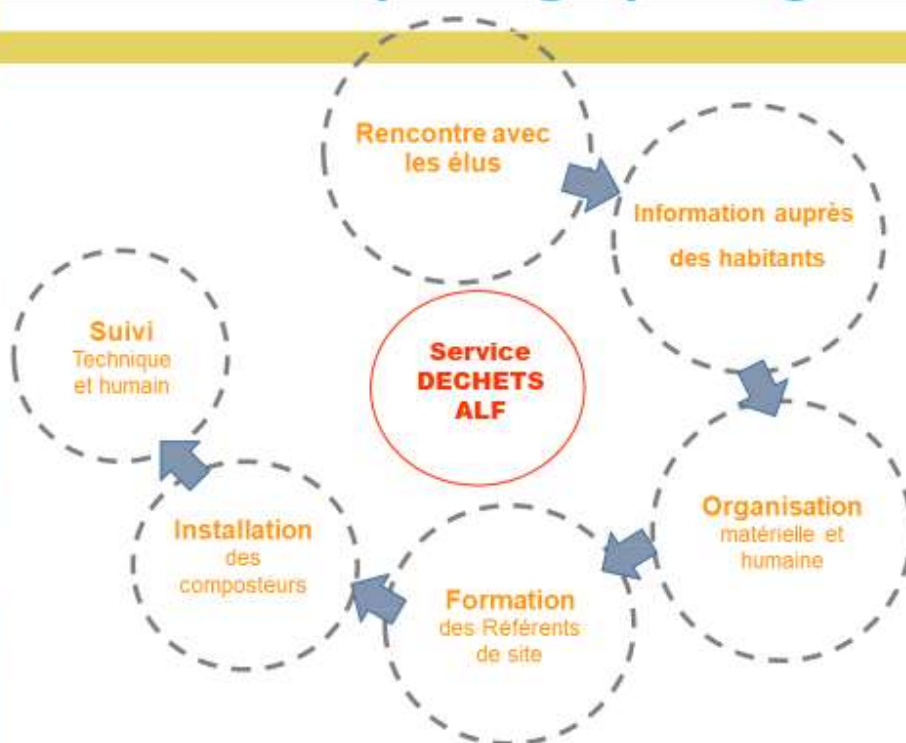 Rencontre avec
les élus
Information auprès
des habitants
Service
DECHETS
ALF
Suivi
Technique
et humain
Organisation
matérielle et
humaine
Installation
des
composteurs
Formation
des Référents
de site